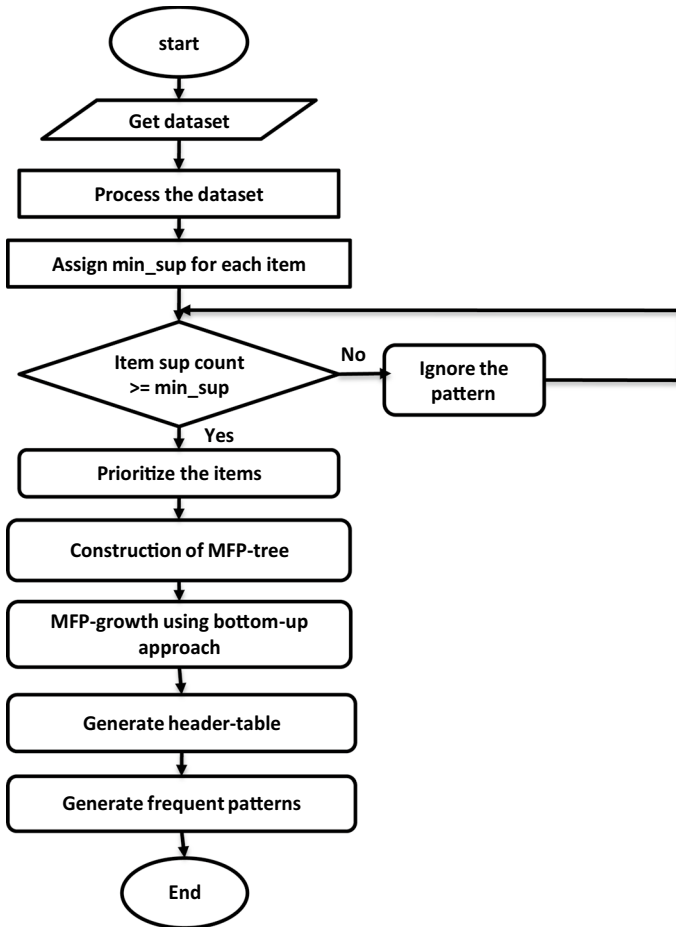 start
Get dataset
Process the dataset
Assign min_sup for each item
Item sup count
>= min_sup
No
Ignore the
pattern
Yes
Prioritize the items
Construction of MFP-tree
MFP-growth using bottom-up
approach
Generate header-table
Generate frequent patterns
End